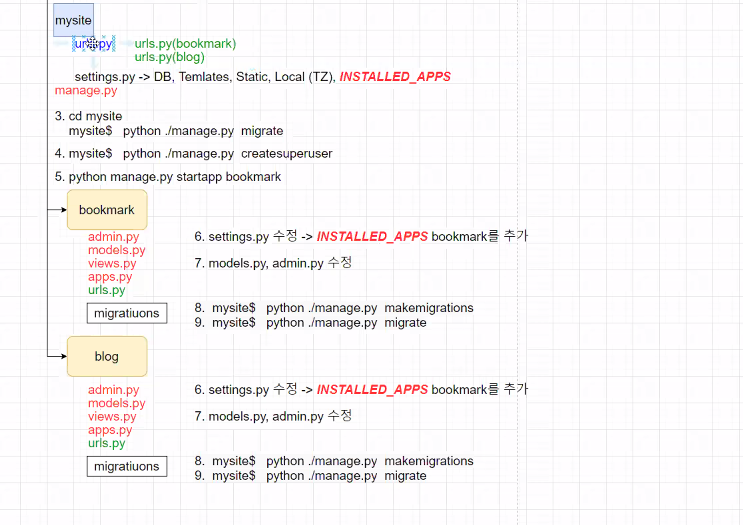 mysite
urls.py urls.py(bookmark)
urls.py(blog)
settings.py -> DB, Temlates, Static, Local (TZ), INSTALLED_APPS
manage.py
3. cd mysite
mysite$ python ./manage.py migrate
4. mysite$ python ./manage.py createsuperuser
5. python manage.py startapp bookmark
bookmark
admin.py
models.py
views.py
apps.py
urls.py
migratiuons
6. settings.py 수정 -> INSTALLED_APPS bookmark를 추가
7. models.py, admin.py 수정
8. mysite$ python ./manage.py makemigrations
9. mysite$ python ./manage.py migrate
blog
admin.py
models.py
views.py
apps.py
urls.py
migratiuons
6. settings.py 수정 -> INSTALLED_APPS bookmark를 추가
7. models.py, admin.py 수정
8. mysite$ python ./manage.py makemigrations
9. mysite$ python ./manage.py migrate